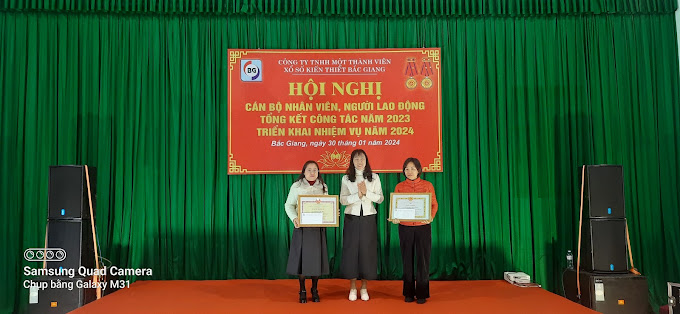 CÔNG TY TNHH MỘT THÀNH VIÊN
XỔ SỐ KIẾN THIẾT BẮC GIANG
BG
HỘI NGHỊ
CÁN BỘ NHÂN VIÊN, NGƯỜI LAO ĐỘNG
TỔNG KẾT CÔNG TÁC NĂM 2023
TRIỂN KHAI NHIỆM VỤ NĂM 2024
Bắc Giang, ngày 30 tháng 01 năm 2024
Samsung Quad Camera
Chụp bằng Galaxy M31